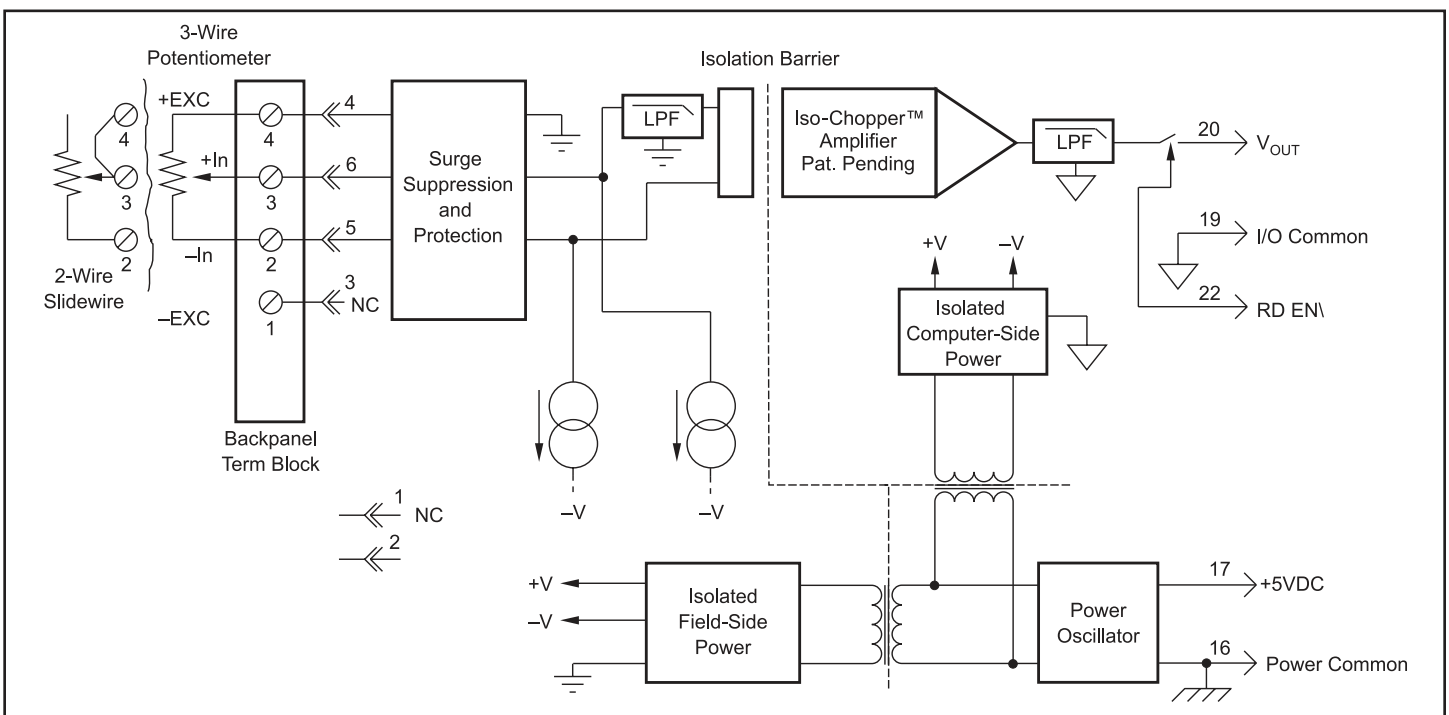 3-Wire
Potentiometer
Isolation Barrier
+EXC
4
4
4
LPF
Iso-Chopper™
Amplifier
Pat. Pending
LPF
20
VOUT
+In
6
3
3
Surge
Suppression
and
Protection
5
2
2
–In
19
I/O Common
+V
–V
2-Wire
Slidewire
3
NC
–EXC
1
22
RD EN\
Isolated
Computer-Side
Power
Backpanel
Term Block
–V
–V
1
NC
2
+V
–V
Isolated
Field-Side
Power
Power
Oscillator
17
+5VDC
16
Power Common